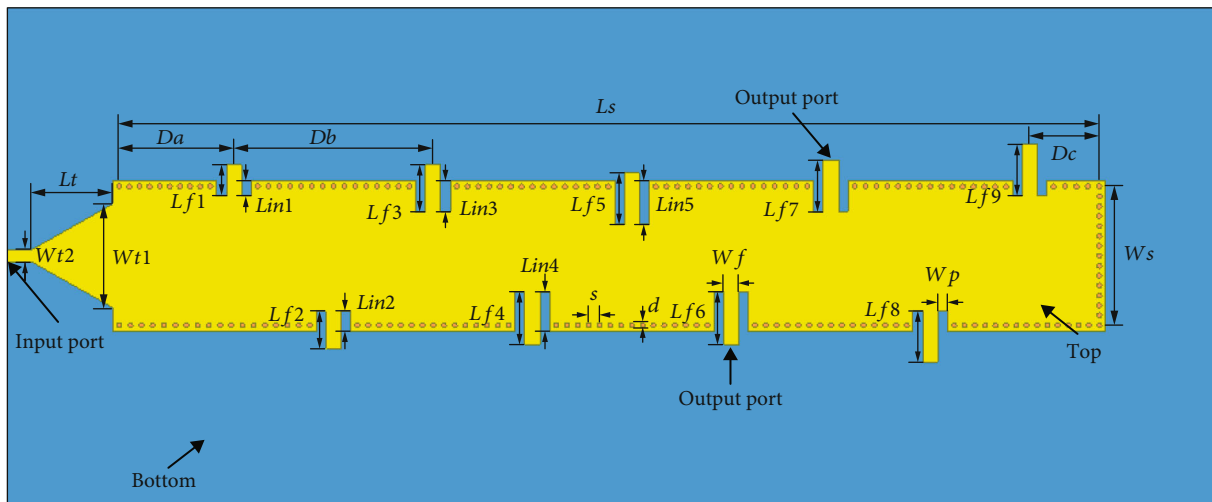 Output port
Ls
Da
Db
Dc
Lt
Lf1
Lin1
Lf3
Lin3
Lf5
Lin5
Lf7
Lf9
Wt2
Wt1
Ws
Wf
Wp
Lin4
Lin2
s
d
Lf2
Lf4
Lf6
Lf8
Input port
Top
Output port
Bottom